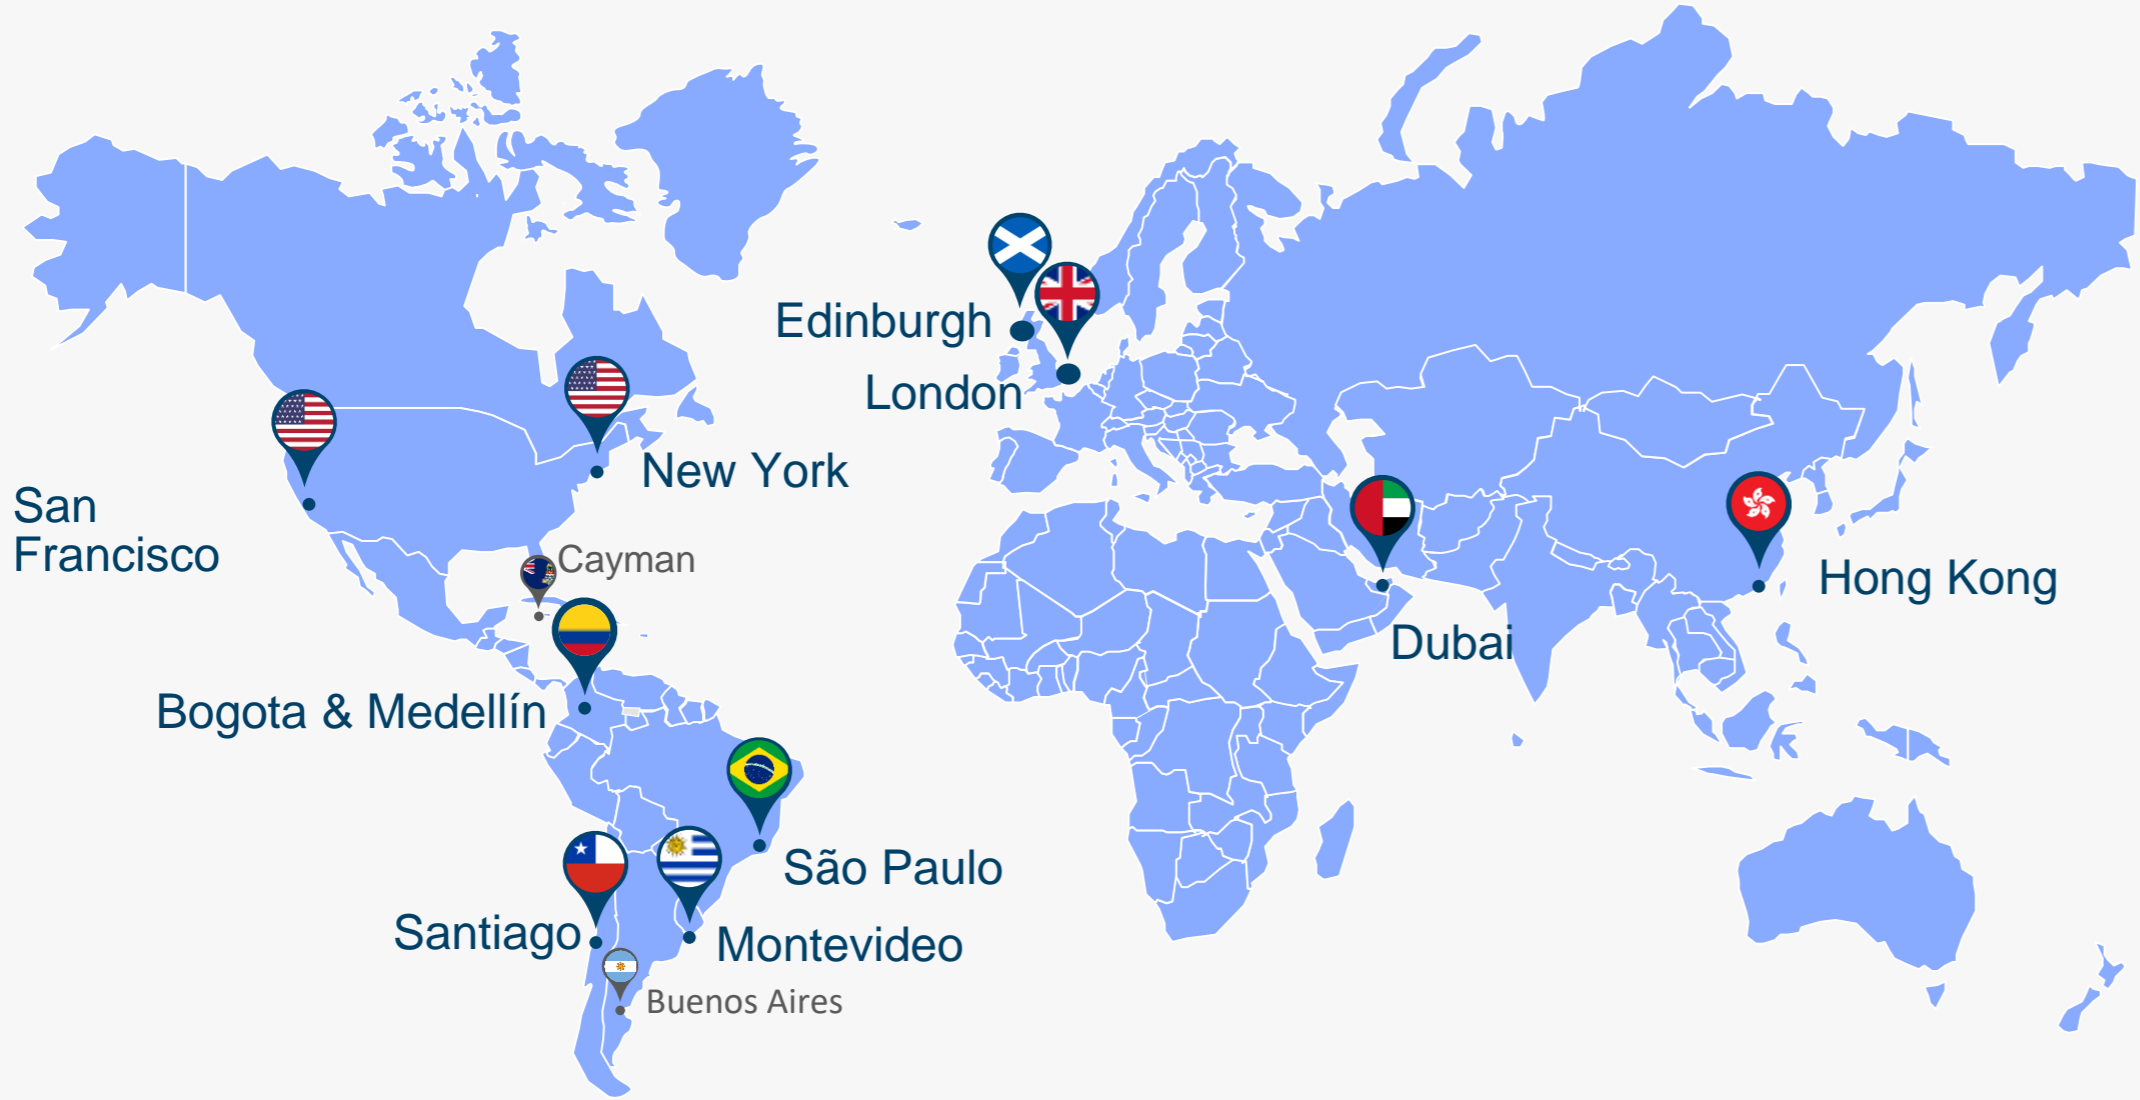 Edinburgh
London
New York
San
Francisco
Cayman
Hong Kong
Dubai
Bogota & Medellín
São Paulo
Santiago
Montevideo
Buenos Aires